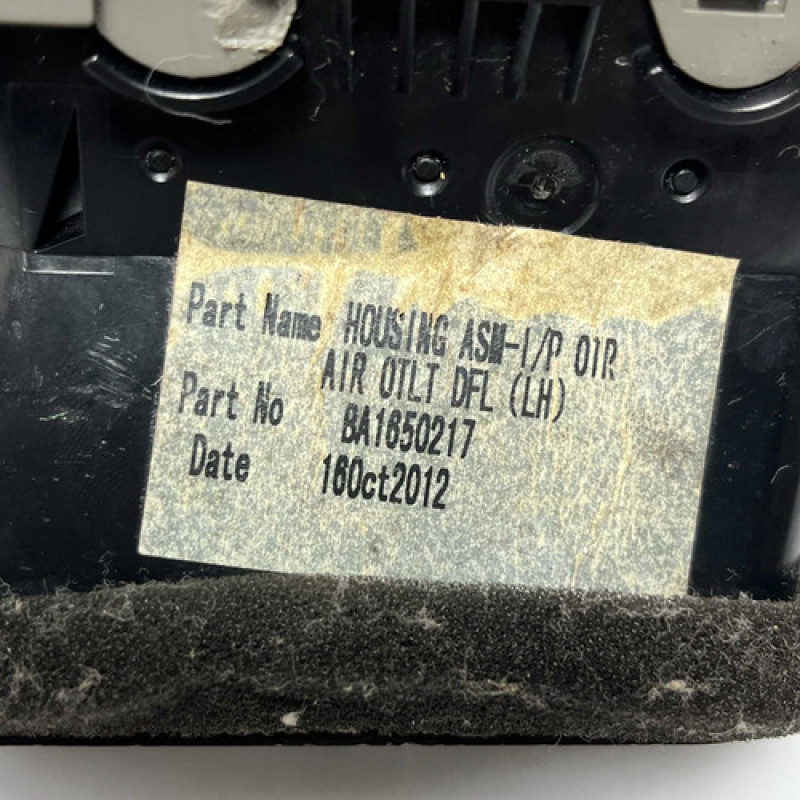 Part Name HOUSING ASM-I/P OTR
AIR OTLT DFL (LH)
Part No BA1650217
Date 16Oct2012